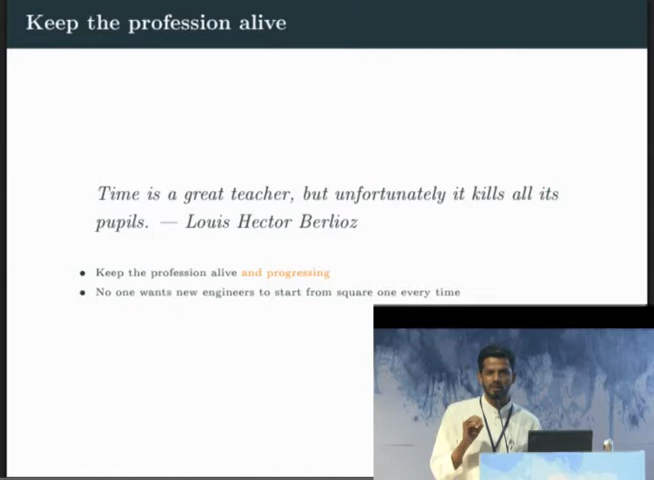 Keep the profession alive
Time is a great teacher, but unfortunately it kills all its
pupils. — Louis Hector Berlioz
• Keep the profession alive and progressing
• No one wants new engineers to start from square one every time